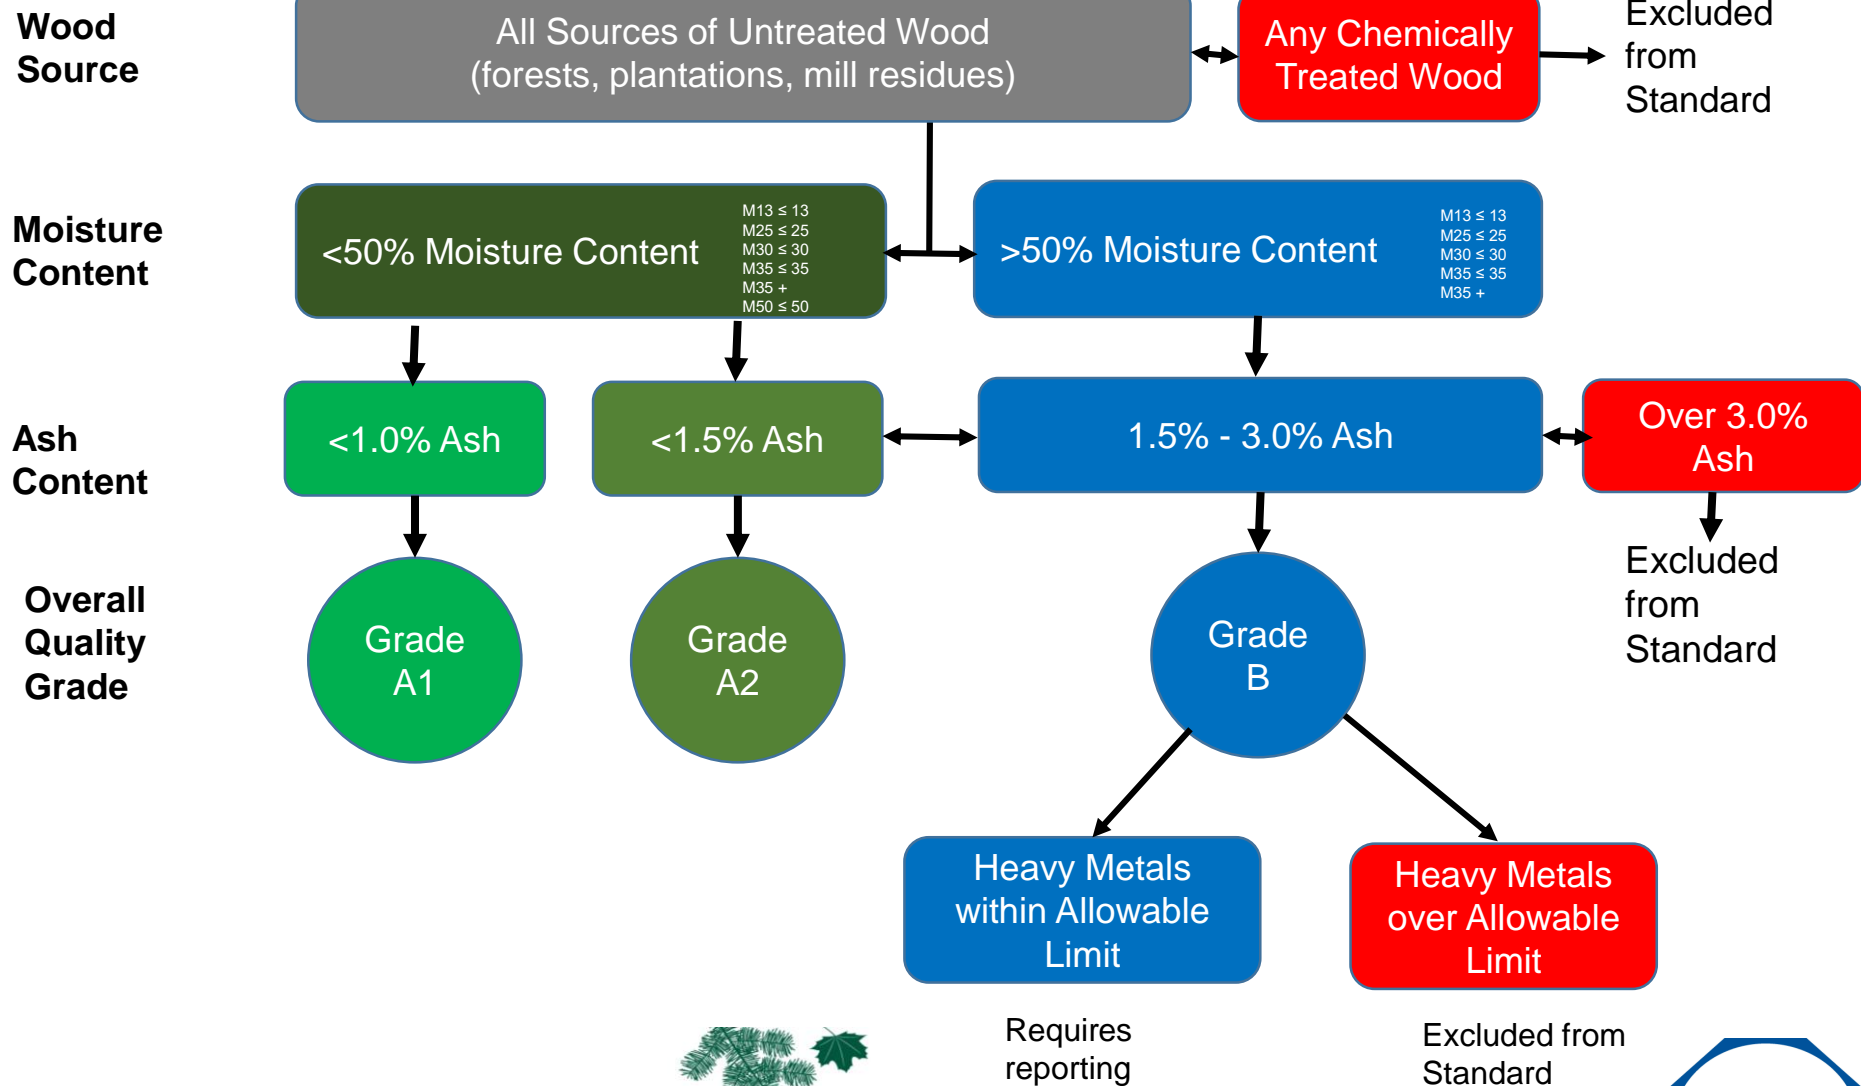 Wood
Source
All Sources of Untreated Wood
(forests, plantations, mill residues)
Any Chemically
Treated Wood
Excluded
from
Standard
Moisture
Content
<50% Moisture Content
M13 ≤ 13
M25 ≤ 25
M30 ≤ 30
M35 ≤ 35
M35 +
M50 ≤ 50
>50% Moisture Content
M13 ≤ 13
M25 ≤ 25
M30 ≤ 30
M35 ≤ 35
M35 +
Ash
Content
<1.0% Ash
<1.5% Ash
1.5% - 3.0% Ash
Over 3.0%
Ash
Overall
Quality
Grade
Grade
A1
Grade
A2
Grade
B
Excluded
from
Standard
Heavy Metals
within Allowable
Limit
Heavy Metals
over Allowable
Limit
Requires
reporting
Excluded from
Standard